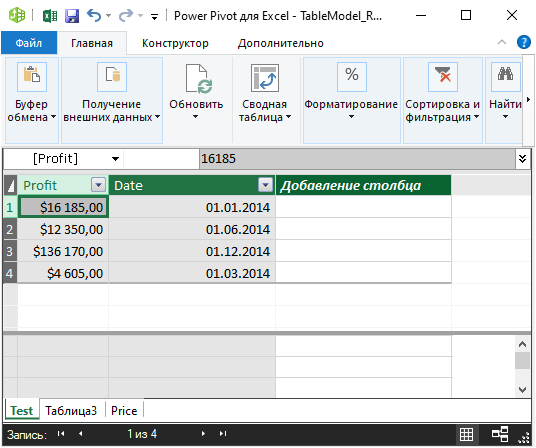 Power Pivot для Excel - TableModel_R...
Файл Главная Конструктор Дополнительно
Буфер обмена
Получение внешних данных
Обновить
Сводная таблица
Форматирование
Сортировка и фильтрация
Найти
[Profit] 16185
Profit Date Добавление столбца
1 $16 185,00 01.01.2014
2 $12 350,00 01.06.2014
3 $136 170,00 01.12.2014
4 $4 605,00 01.03.2014
Test Таблица3 Price
Запись: 1 из 4